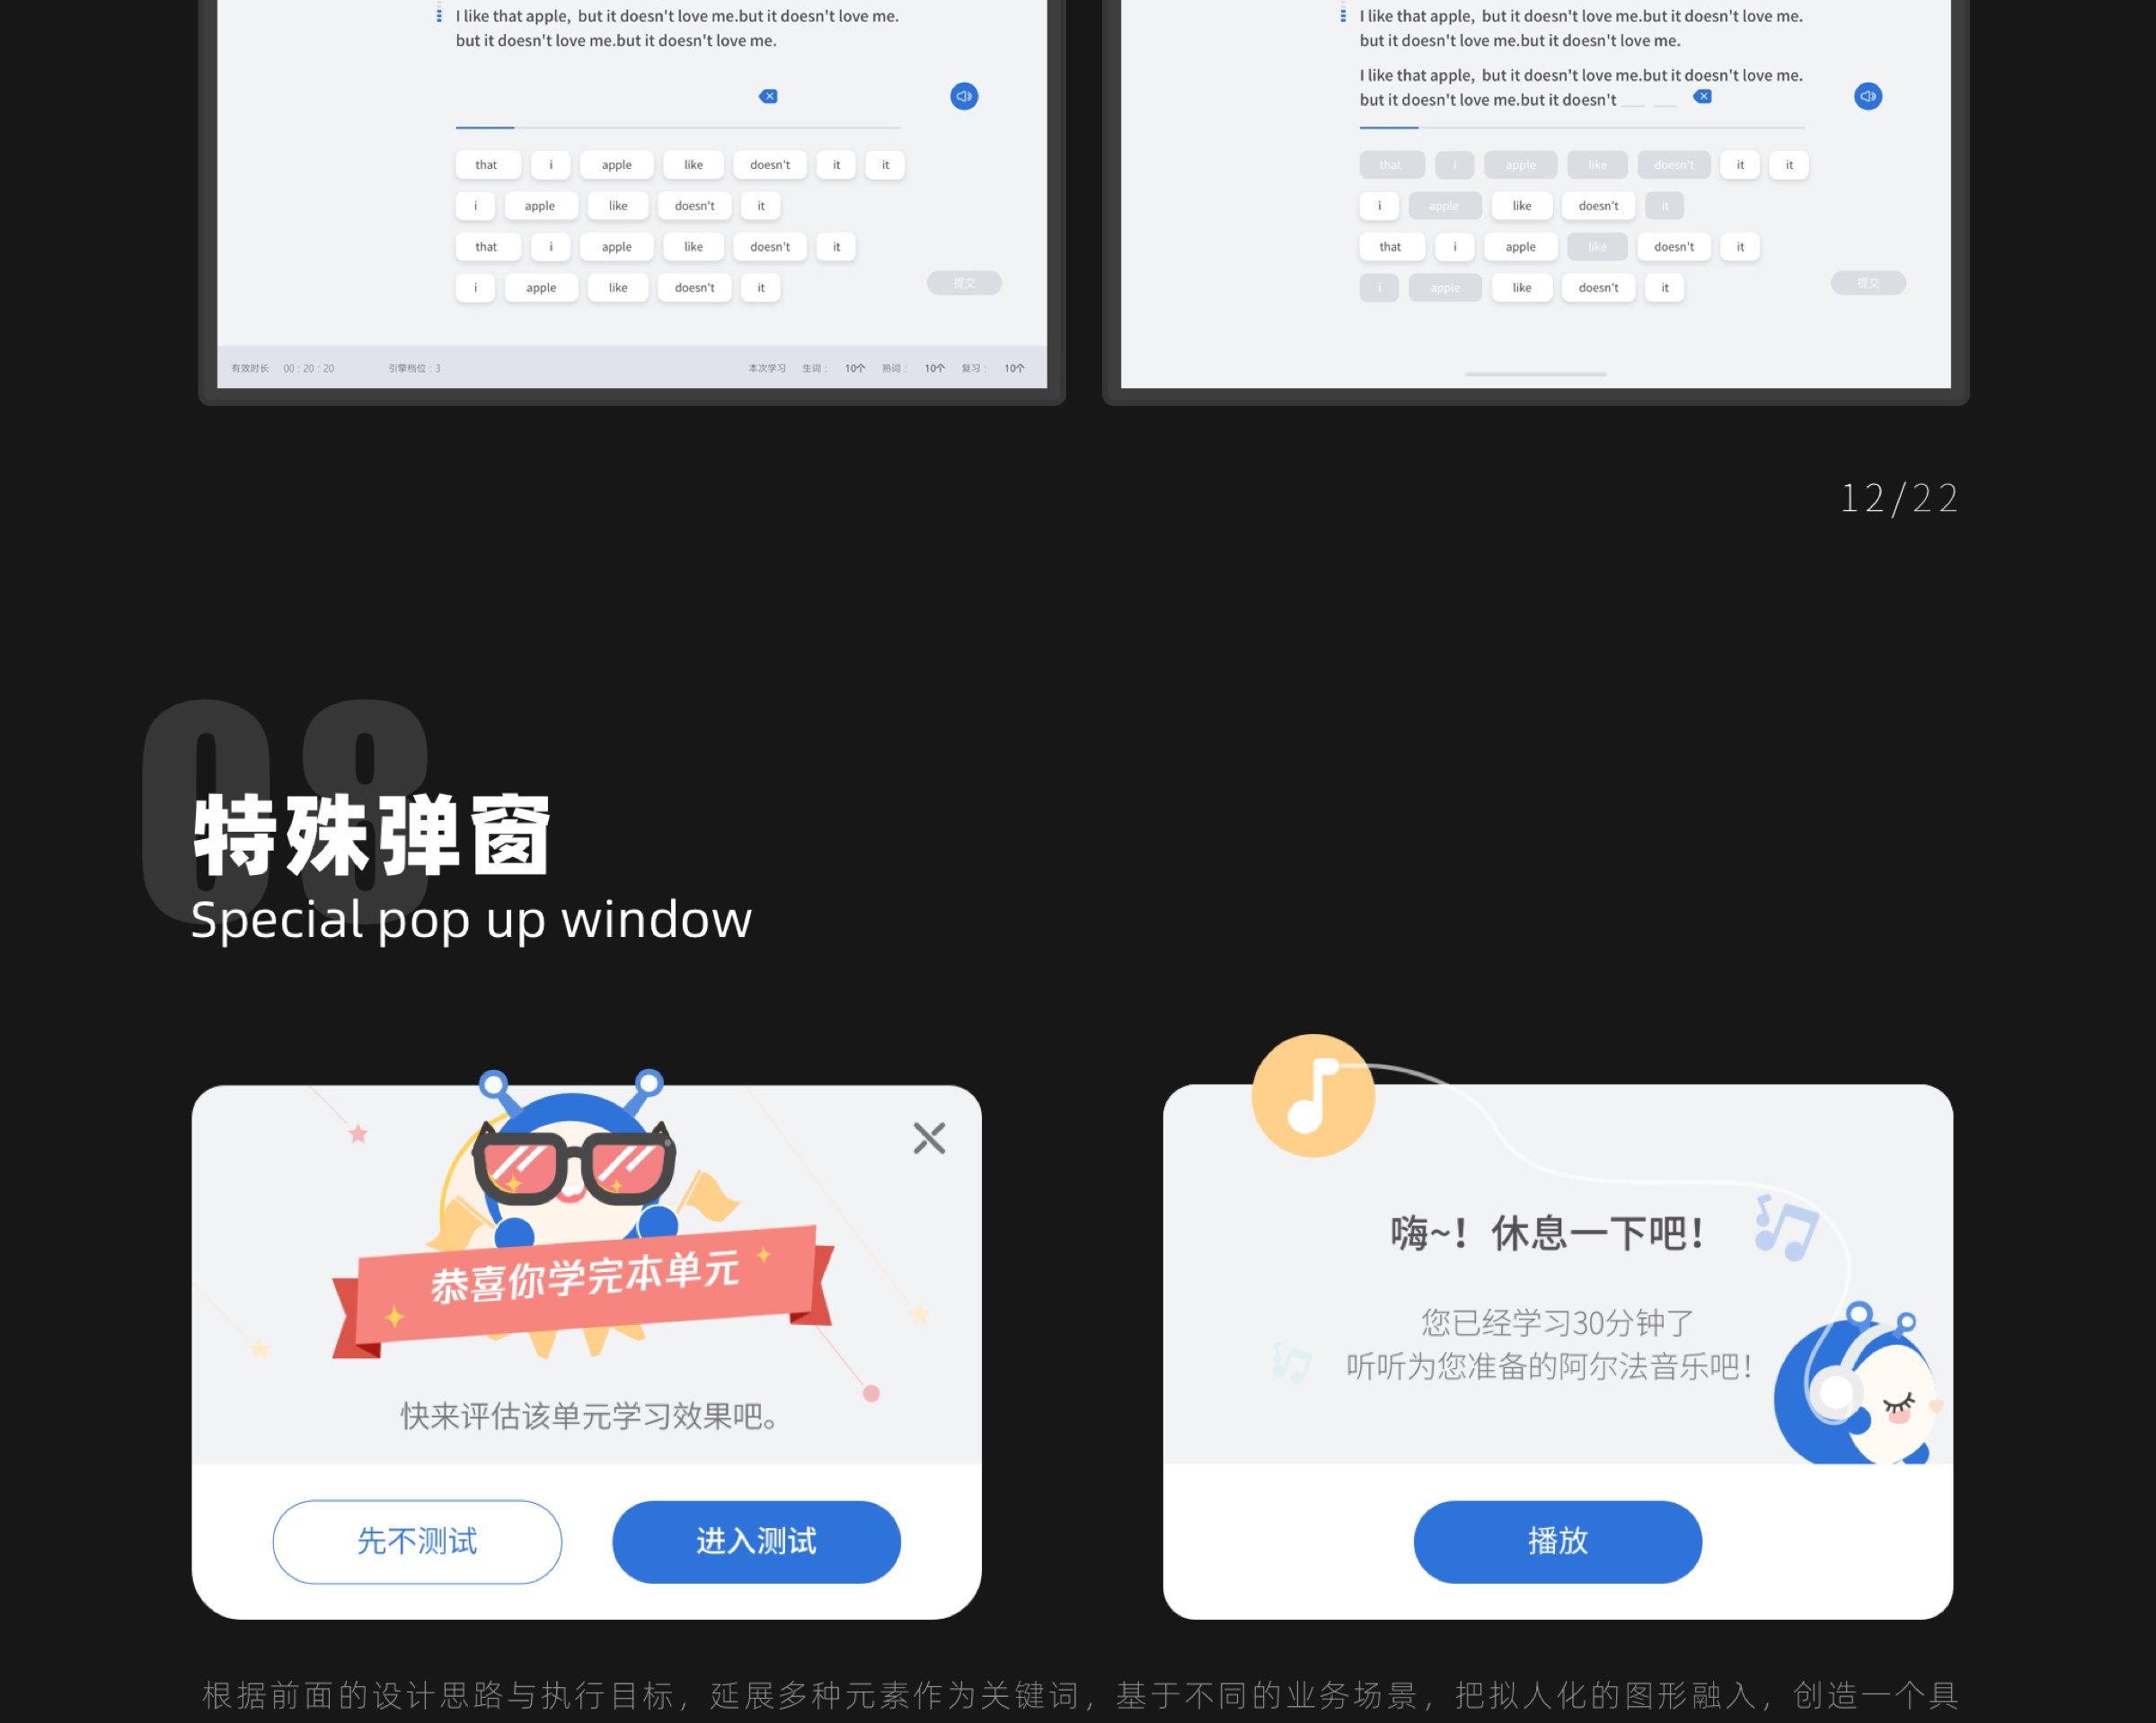 I like that apple, but it doesn't love me.but it doesn't love me.
but it doesn't love me.but it doesn't love me.
that i apple like doesn't it it
i apple like doesn't it
that i apple like doesn't it
i apple like doesn't it
提交
有效时长 00 : 20 : 20 引擎档位 : 3 本次学习 生词 : 10个 熟词 : 10个 复习 : 10个
I like that apple, but it doesn't love me.but it doesn't love me.
but it doesn't love me.but it doesn't love me.
I like that apple, but it doesn't love me.but it doesn't love me.
but it doesn't love me.but it doesn't __ __
that i apple like doesn't it it
i apple like doesn't it
that i apple like doesn't it
i apple like doesn't it
提交
12/22
08
特殊弹窗
Special pop up window
恭喜你学完本单元
快来评估该单元学习效果吧。
先不测试 进入测试
嗨~！休息一下吧！
您已经学习30分钟了
听听为您准备的阿尔法音乐吧！
播放
根据前面的设计思路与执行目标，延展多种元素作为关键词，基于不同的业务场景，把拟人化的图形融入，创造一个具